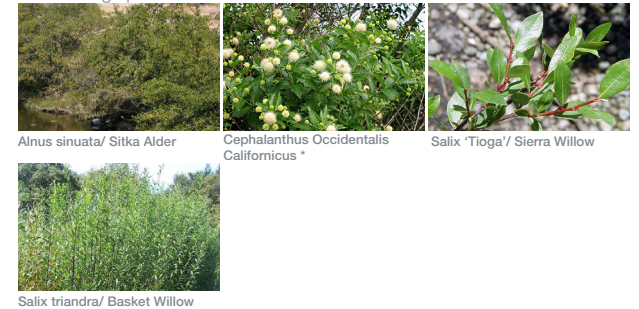 Alnus sinuata/ Sitka Alder
Cephalanthus Occidentalis
Californicus *
Salix ‘Tioga’/ Sierra Willow
Salix triandra/ Basket Willow